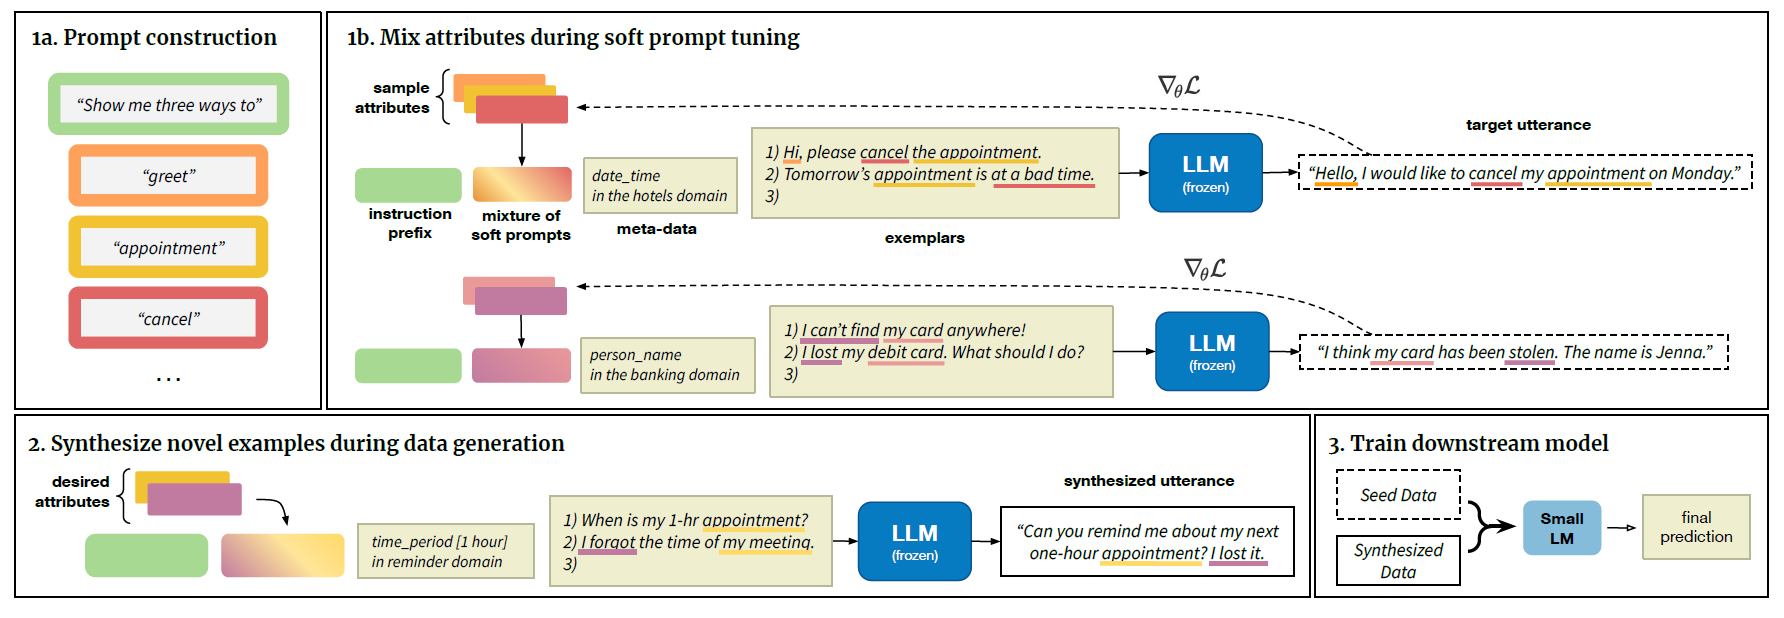 1a. Prompt construction
“Show me three ways to”
“greet”
“appointment”
“cancel”
...
1b. Mix attributes during soft prompt tuning
sample
attributes
∇θℒ
target utterance
instruction
prefix
mixture of
soft prompts
date_time
in the hotels domain
meta-data
1) Hi, please cancel the appointment.
2) Tomorrow’s appointment is at a bad time.
3)
exemplars
LLM
(frozen)
“Hello, I would like to cancel my appointment on Monday.”
∇θℒ
person_name
in the banking domain
1) I can’t find my card anywhere!
2) I lost my debit card. What should I do?
3)
LLM
(frozen)
“I think my card has been stolen. The name is Jenna.”
2. Synthesize novel examples during data generation
desired
attributes
time_period [1 hour]
in reminder domain
1) When is my 1-hr appointment?
2) I forgot the time of my meeting.
3)
LLM
(frozen)
synthesized utterance
“Can you remind me about my next
one-hour appointment? I lost it.
3. Train downstream model
Seed Data
Synthesized
Data
Small
LM
final
prediction